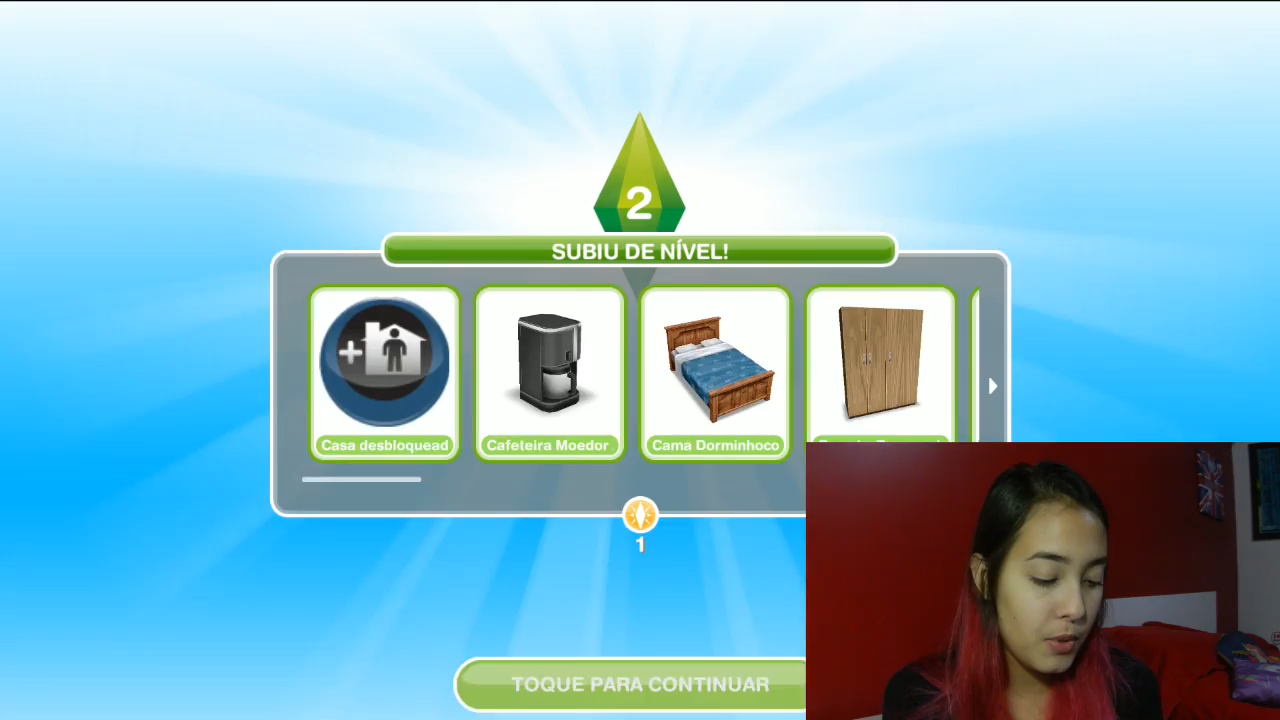 2
SUBIU DE NÍVEL!
Casa desbloquead
Cafeteira Moedor
Cama Dorminhoco
1
TOQUE PARA CONTINUAR